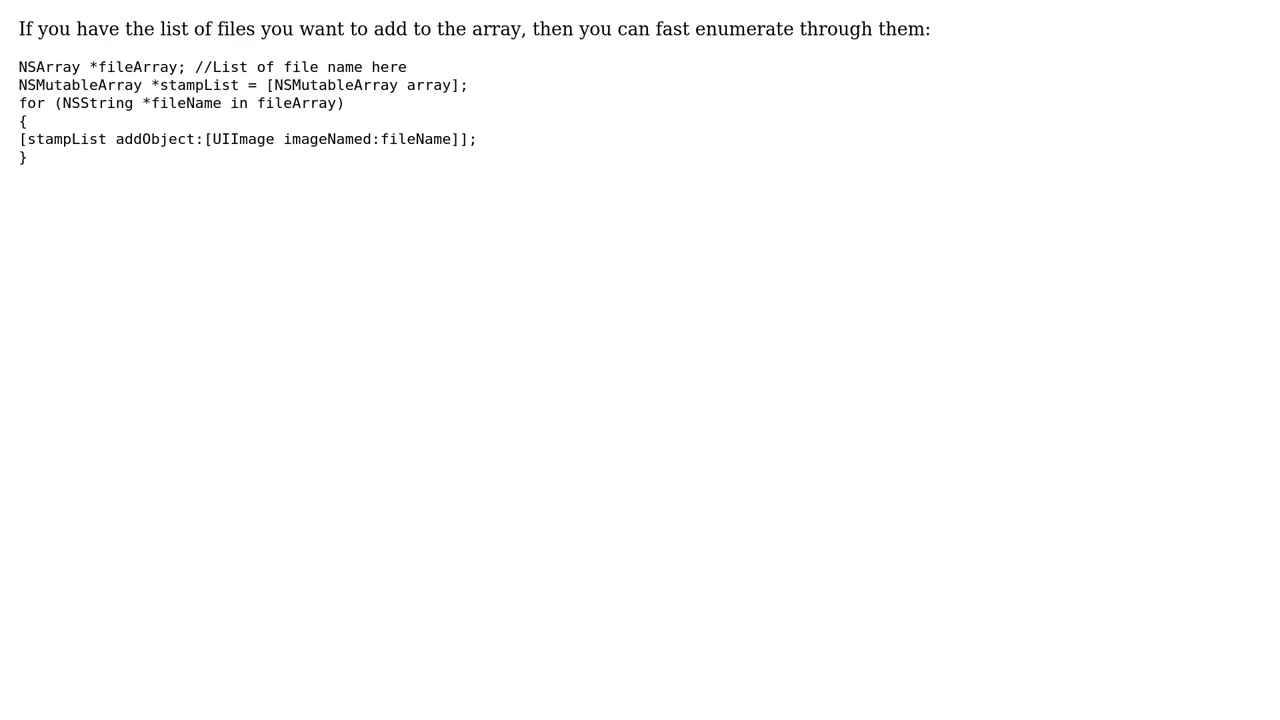 If you have the list of files you want to add to the array, then you can fast enumerate through them:
NSArray *fileArray; //List of file name here
NSMutableArray *stampList = [NSMutableArray array];
for (NSString *fileName in fileArray)
{
[stampList addObject:[UIImage imageNamed:fileName]];
}